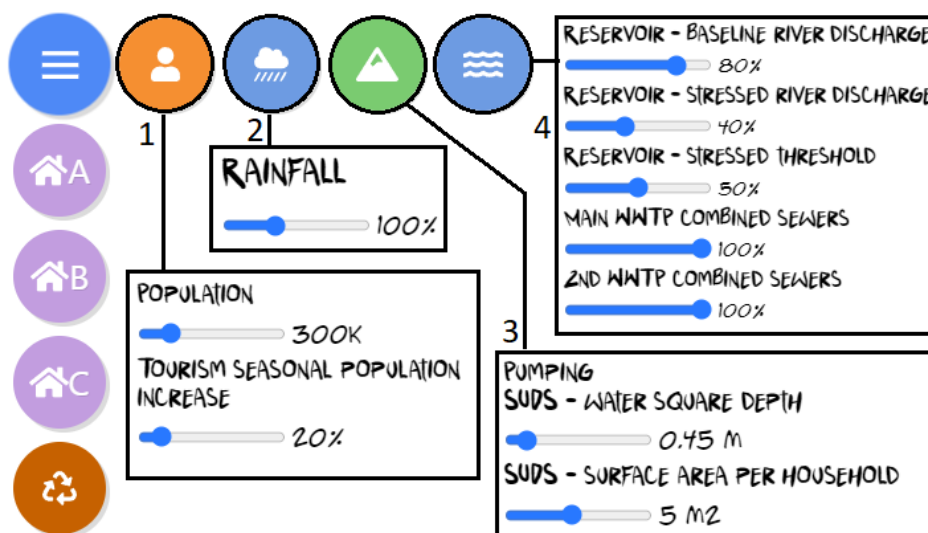 1
2
3
4
A
B
C
RAINFALL
100%
POPULATION
300K
TOURISM SEASONAL POPULATION
INCREASE
20%
PUMPING
SUDS - WATER SQUARE DEPTH
0.45 M
SUDS - SURFACE AREA PER HOUSEHOLD
5 M2
RESERVOIR - BASELINE RIVER DISCHARGE
80%
RESERVOIR - STRESSED RIVER DISCHARGE
40%
RESERVOIR - STRESSED THRESHOLD
50%
MAIN WWTP COMBINED SEWERS
100%
2ND WWTP COMBINED SEWERS
100%